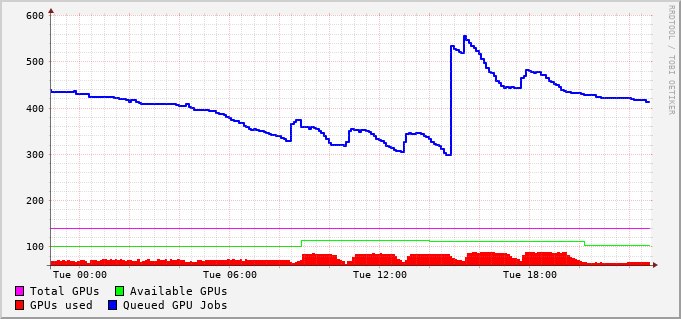 600
500
400
300
200
100
Tue 00:00 Tue 06:00 Tue 12:00 Tue 18:00
Total GPUs Available GPUs
GPUs used Queued GPU Jobs
RRDTOOL / TOBI OETIKER